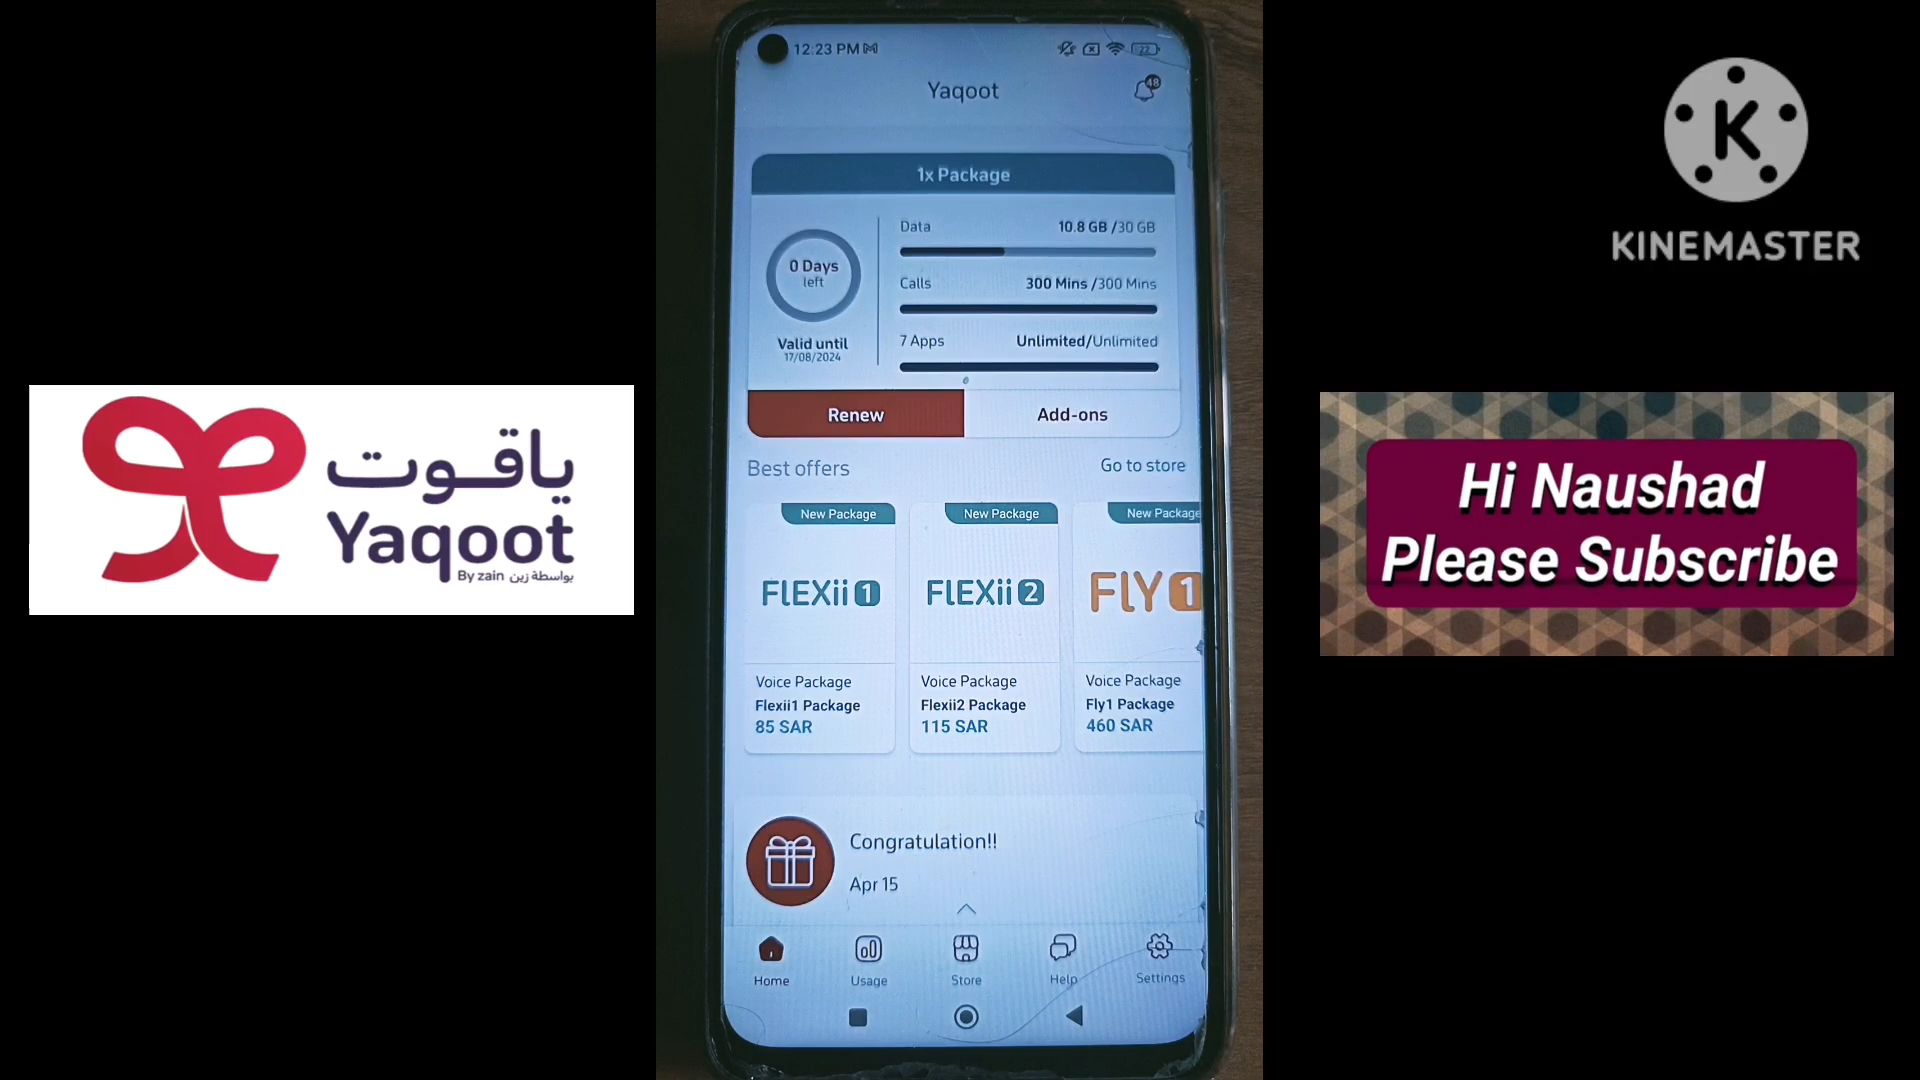 12:23 PM
22
Yaqoot
48
1x Package
Data 10.8 GB /30 GB
0 Days
left
Calls 300 Mins /300 Mins
Valid until
17/08/2024
7 Apps Unlimited/Unlimited
Renew Add-ons
Best offers Go to store
New Package New Package New Package
FLEXii 1 FLEXii 2 FLY 1
Voice Package Voice Package Voice Package
Flexii1 Package Flexii2 Package Fly1 Package
85 SAR 115 SAR 460 SAR
Congratulation!!
Apr 15
Home Usage Store Help Settings
ياقوت
Yaqoot
By zain بواسطة زين
K
KINEMASTER
Hi Naushad
Please Subscribe